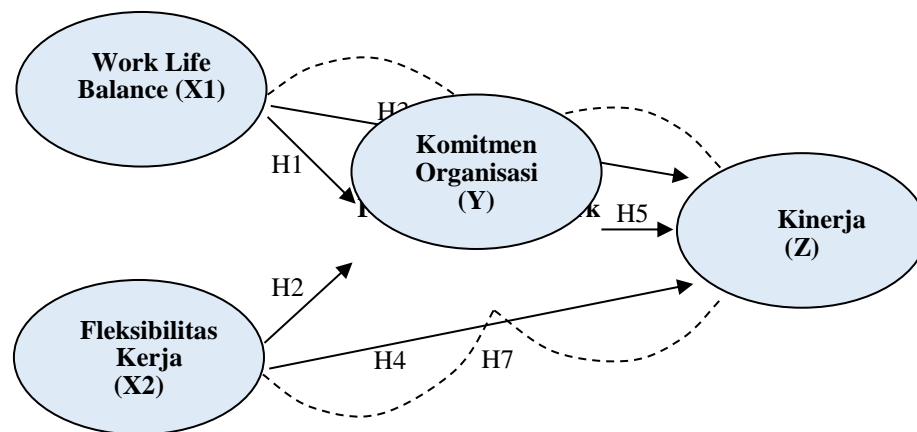 Work Life
Balance (X1)
H1
Komitmen
Organisasi
(Y)
H5
Kinerja
(Z)
H2
Fleksibilitas
Kerja
(X2)
H4
H7